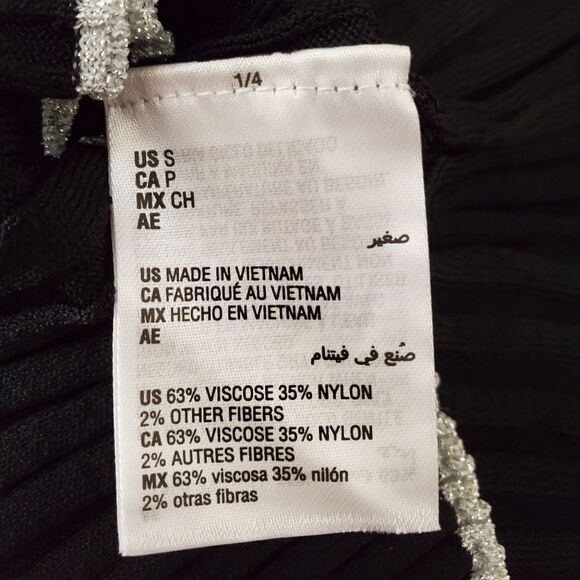 1/4
US S
CA P
MX CH
AE
صغير
US MADE IN VIETNAM
CA FABRIQUÉ AU VIETNAM
MX HECHO EN VIETNAM
AE
صُنع في فيتنام
US 63% VISCOSE 35% NYLON
2% OTHER FIBERS
CA 63% VISCOSE 35% NYLON
2% AUTRES FIBRES
MX 63% viscosa 35% nilón
2% otras fibras